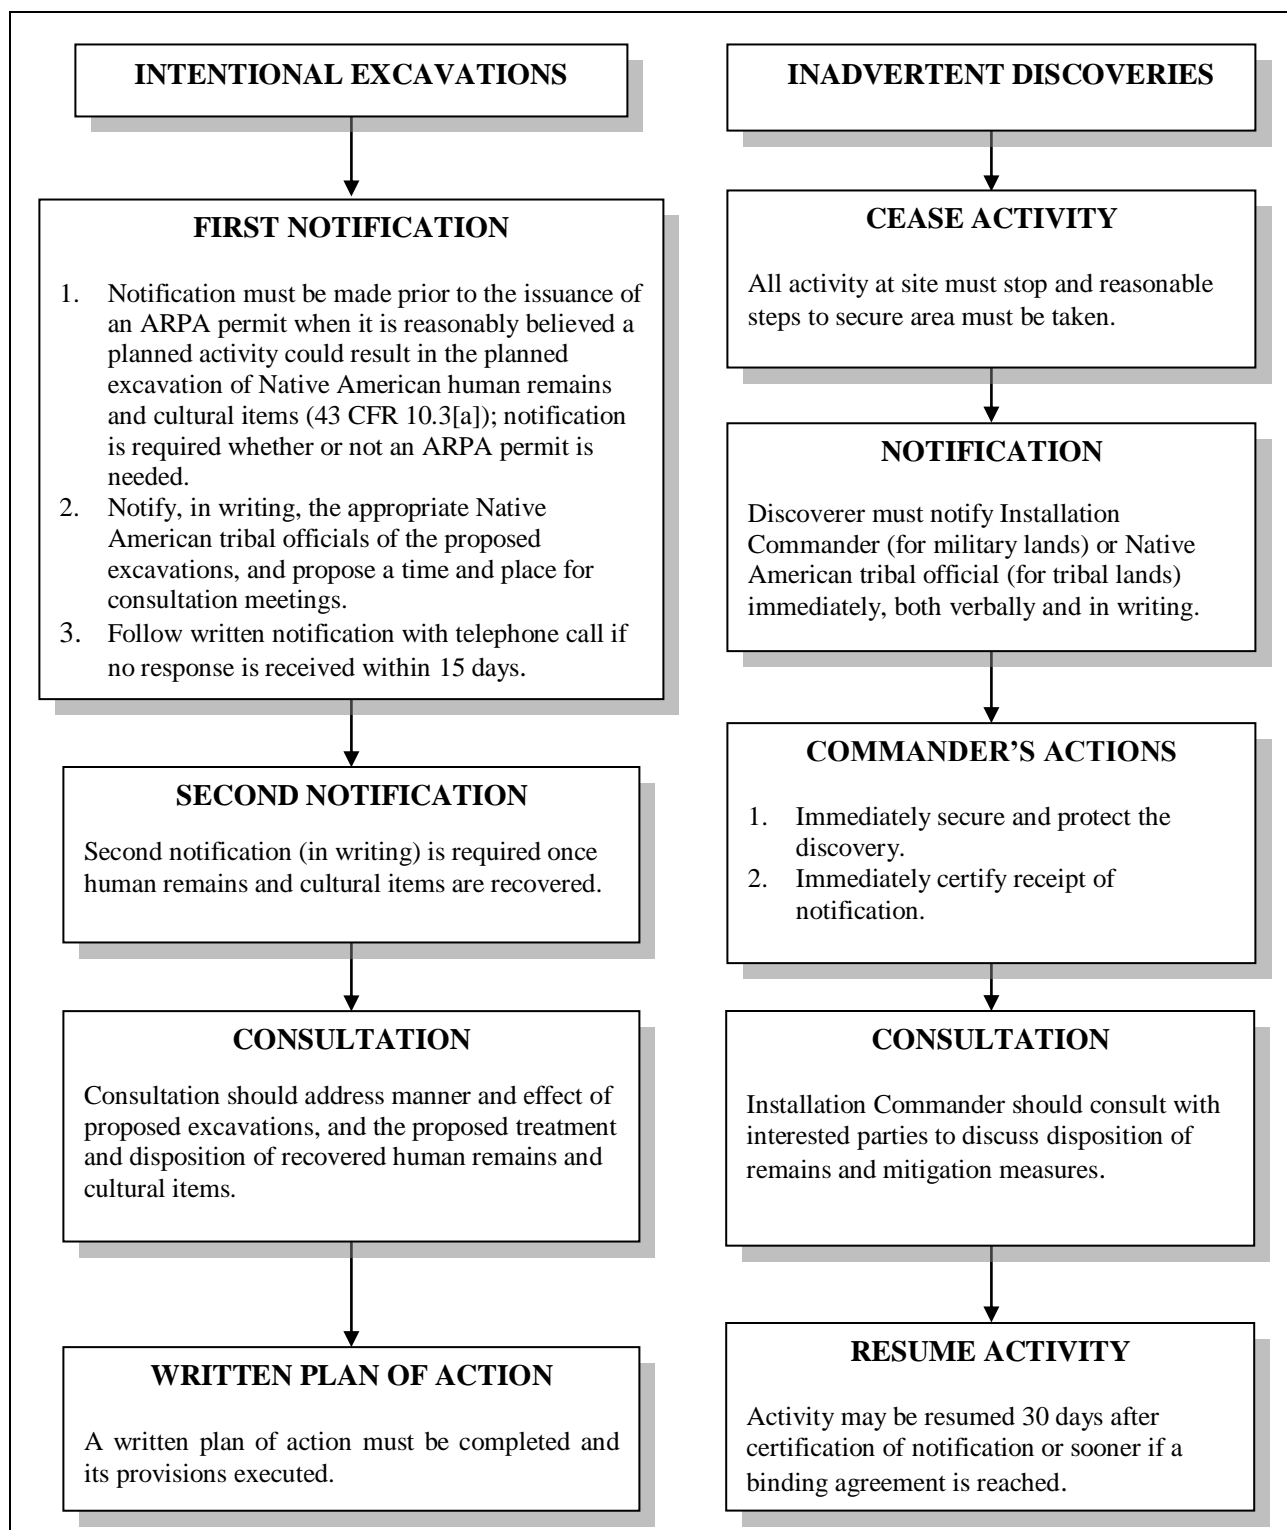 INTENTIONAL EXCAVATIONS
FIRST NOTIFICATION
1. Notification must be made prior to the issuance of
an ARPA permit when it is reasonably believed a
planned activity could result in the planned
excavation of Native American human remains
and cultural items (43 CFR 10.3[a]); notification
is required whether or not an ARPA permit is
needed.
2. Notify, in writing, the appropriate Native
American tribal officials of the proposed
excavations, and propose a time and place for
consultation meetings.
3. Follow written notification with telephone call if
no response is received within 15 days.
SECOND NOTIFICATION
Second notification (in writing) is required once
human remains and cultural items are recovered.
CONSULTATION
Consultation should address manner and effect of
proposed excavations, and the proposed treatment
and disposition of recovered human remains and
cultural items.
WRITTEN PLAN OF ACTION
A written plan of action must be completed and
its provisions executed.
INADVERTENT DISCOVERIES
CEASE ACTIVITY
All activity at site must stop and reasonable
steps to secure area must be taken.
NOTIFICATION
Discoverer must notify Installation
Commander (for military lands) or Native
American tribal official (for tribal lands)
immediately, both verbally and in writing.
COMMANDER’S ACTIONS
1. Immediately secure and protect the
discovery.
2. Immediately certify receipt of
notification.
CONSULTATION
Installation Commander should consult with
interested parties to discuss disposition of
remains and mitigation measures.
RESUME ACTIVITY
Activity may be resumed 30 days after
certification of notification or sooner if a
binding agreement is reached.